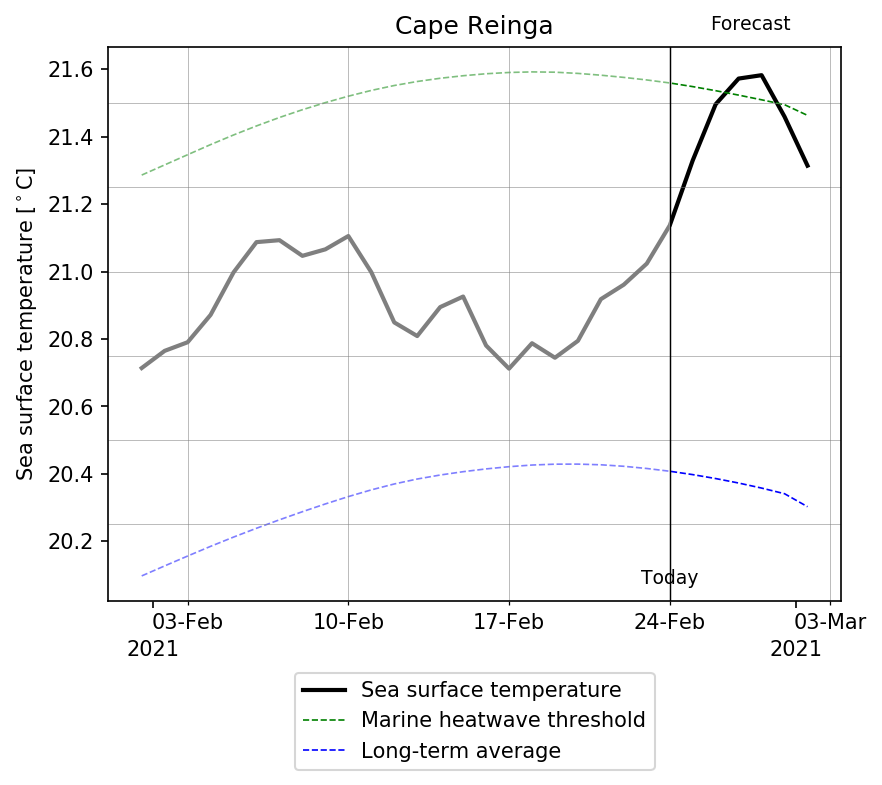 Cape Reinga
Forecast
Sea surface temperature [°C]
21.6
21.4
21.2
21.0
20.8
20.6
20.4
20.2
Today
03-Feb
10-Feb
17-Feb
24-Feb
03-Mar
2021
2021
Sea surface temperature
Marine heatwave threshold
Long-term average